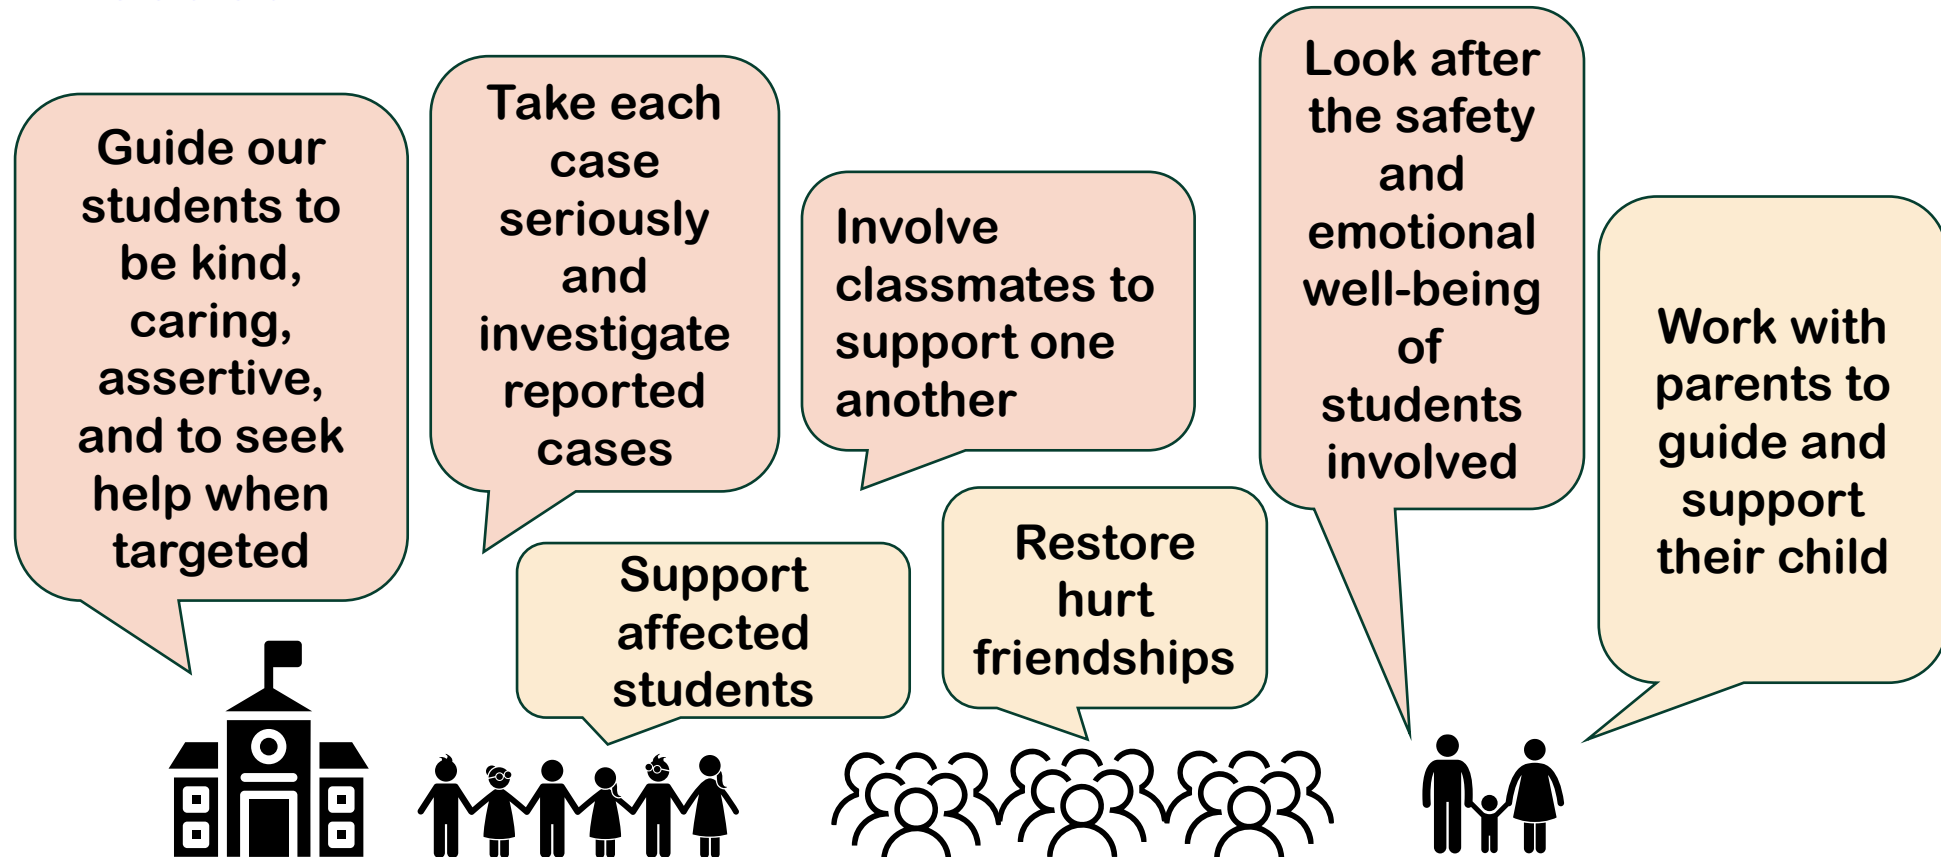 Guide our
students to
be kind,
caring,
assertive,
and to seek
help when
targeted
Take each
case
seriously
and
investigate
reported
cases
Involve
classmates to
support one
another
Look after
the safety
and
emotional
well-being
of
students
involved
Work with
parents to
guide and
support
their child
Support
affected
students
Restore
hurt
friendships